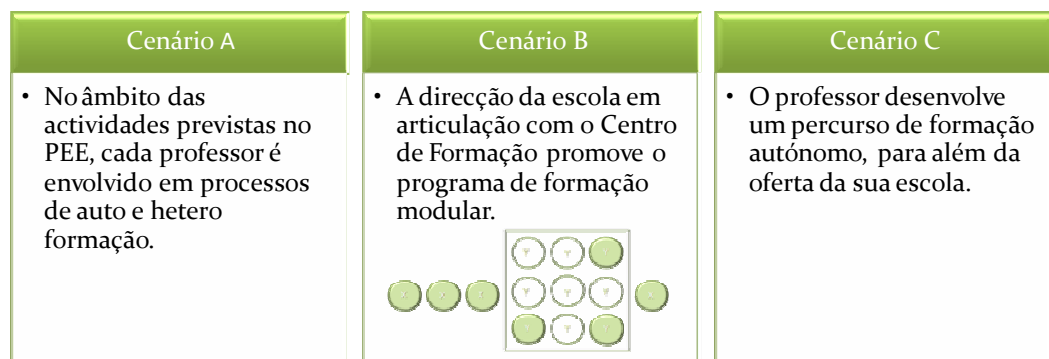 Cenário A
• No âmbito das
actividades previstas no
PEE, cada professor é
envolvido em processos
de auto e hetero
formação.
Cenário B
• A direcção da escola em
articulação com o Centro
de Formação promove o
programa de formação
modular.
Cenário C
• O professor desenvolve
um percurso de formação
autónomo, para além da
oferta da sua escola.